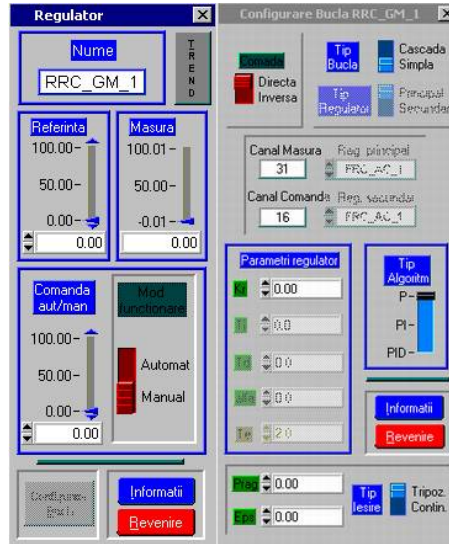 Regulator
Nume
RRC_GM_1
TREND
Referinta
100.00
50.00
0.00
0.00
Masura
100.01
50.00
-0.01
0.00
Comanda
aut/man
100.00
50.00
0.00
0.00
Mod
functionare
Automat
Manual
Configurare
Informatii
Revenire
Configurare Bucla RRC_GM_1
Comada
Directa
Inversa
Tip
Bucla
Cascada
Simpla
Tip
Regulator
Principal
Secundar
Canal Masura
31
Reg. principal
Canal Comanda
16
Reg. secundar
Parametri regulator
Kr 0.00
Ti 0.0
Td 0.0
Te 2.0
Tip
Algoritm
P
PI
PID
Informatii
Revenire
Prag 0.00
Eps 0.00
Tip
Iesire
Tripoz.
Contin.